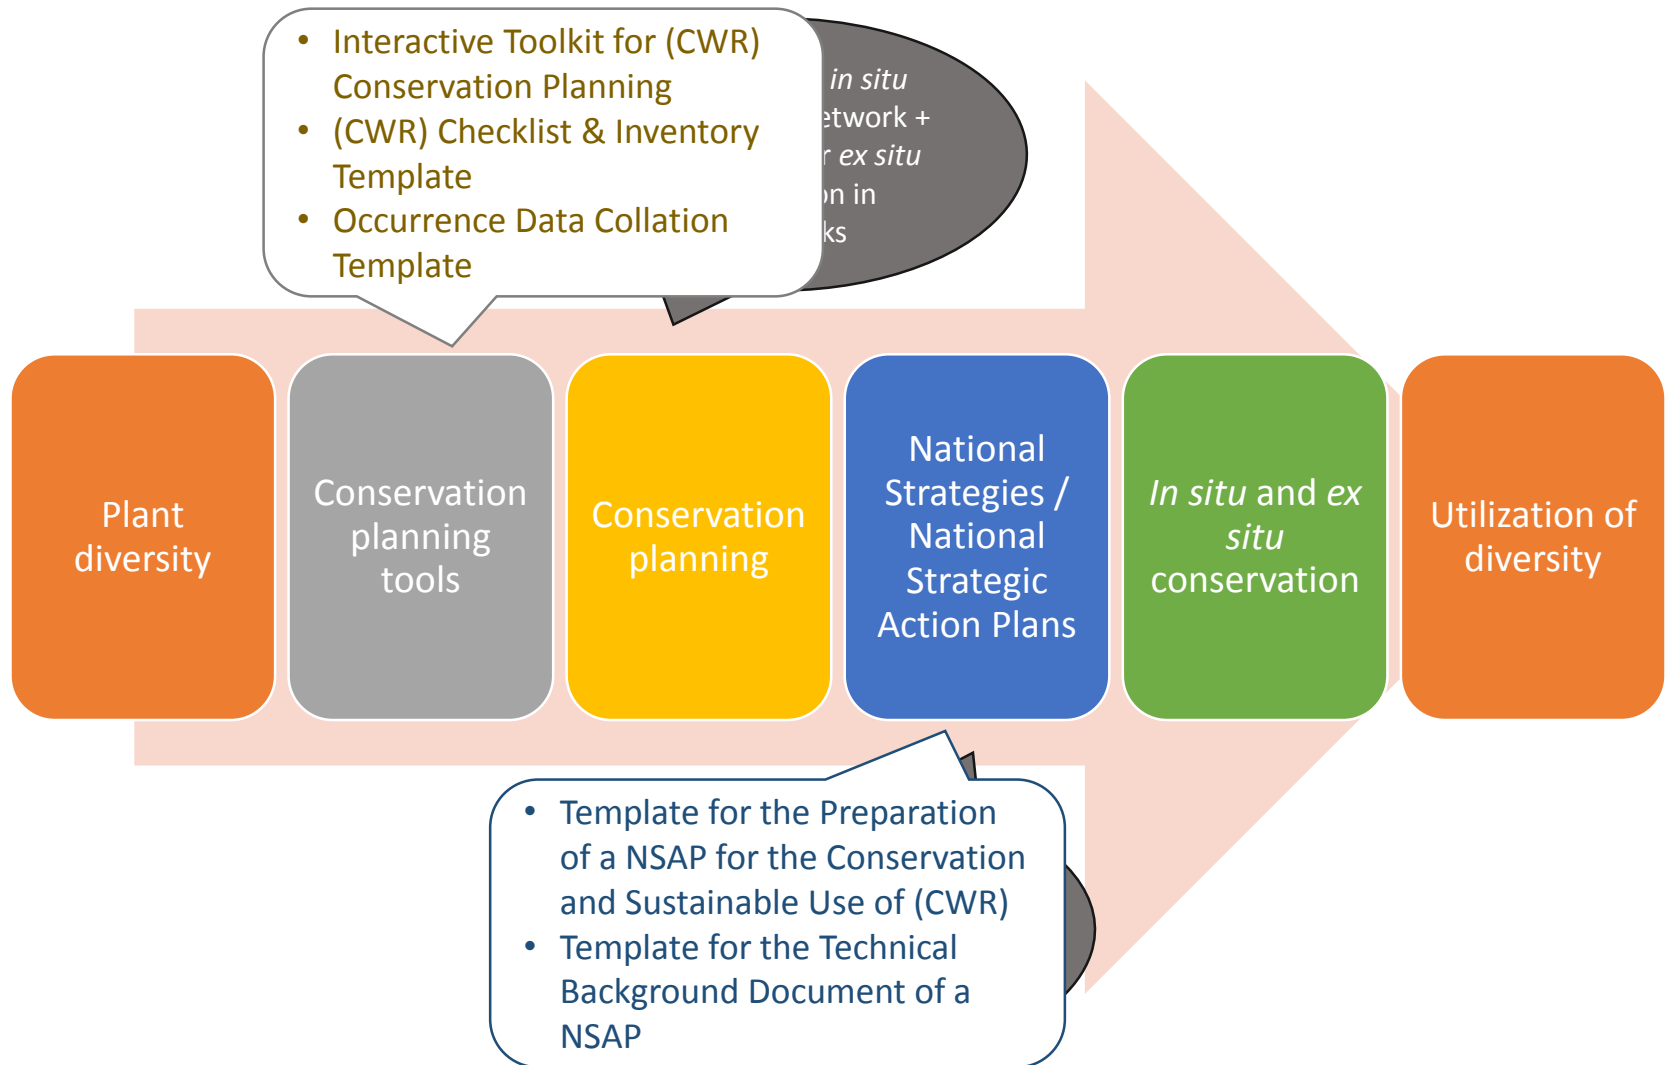 • Interactive Toolkit for (CWR)
Conservation Planning
• (CWR) Checklist & Inventory
Template
• Occurrence Data Collation
Template
in situ
etwork +
r ex situ
on in
ks
Plant
diversity
Conservation
planning
tools
Conservation
planning
National
Strategies /
National
Strategic
Action Plans
In situ and ex
situ
conservation
Utilization of
diversity
• Template for the Preparation
of a NSAP for the Conservation
and Sustainable Use of (CWR)
• Template for the Technical
Background Document of a
NSAP